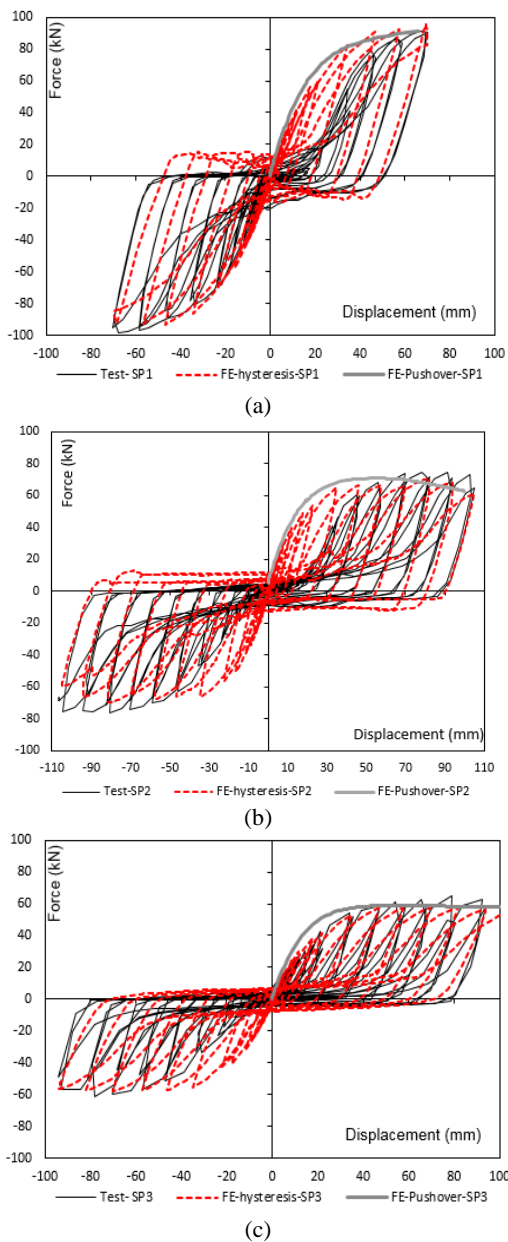 Force (kN)
100
80
60
40
20
0
-20
-40
-60
-80
-100
Displacement (mm)
-100 -80 -60 -40 -20 0 20 40 60 80 100
Test- SP1 FE-hysteresis-SP1 FE-Pushover-SP1
(a)
Force (kN)
100
80
60
40
20
0
-20
-40
-60
-80
-100
Displacement (mm)
-110 -90 -70 -50 -30 -10 10 30 50 70 90 110
Test-SP2 FE-hysteresis-SP2 FE-Pushover-SP2
(b)
Force (kN)
100
80
60
40
20
0
-20
-40
-60
-80
-100
Displacement (mm)
-100 -80 -60 -40 -20 0 20 40 60 80 100
Test- SP3 FE-hysteresis-SP3 FE-Pushover-SP3
(c)